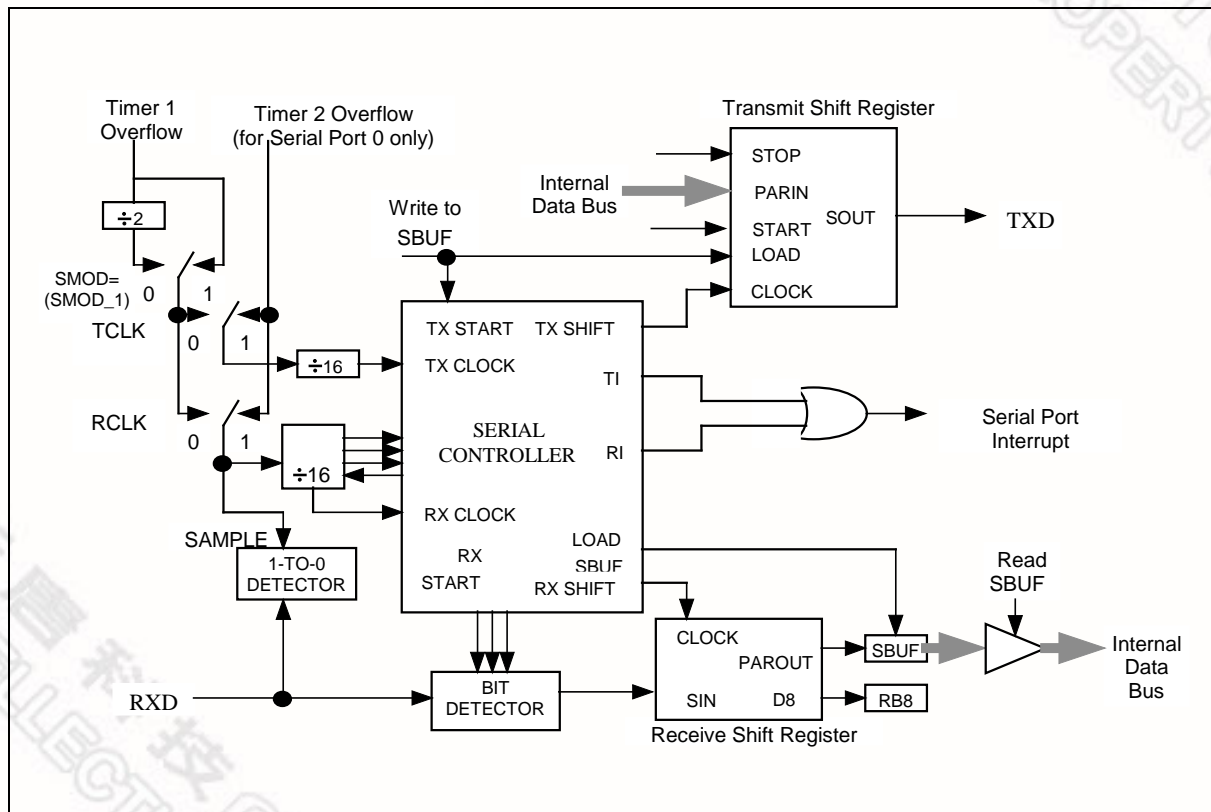 Timer 1
Overflow
Timer 2 Overflow
(for Serial Port 0 only)
Transmit Shift Register
÷2
Write to
SBUF
Internal
Data Bus
STOP
PARIN
SOUT
START
LOAD
CLOCK
TXD
SMOD=
(SMOD_1)
0
1
TCLK
0
1
÷16
RCLK
0
1
÷16
TX START
TX SHIFT
TX CLOCK
TI
SERIAL
CONTROLLER
RI
RX CLOCK
LOAD
SBUF
RX
START
RX SHIFT
Serial Port
Interrupt
SAMPLE
1-TO-0
DETECTOR
Read
SBUF
CLOCK
PAROUT
SBUF
Internal
Data
Bus
RXD
BIT
DETECTOR
SIN
D8
RB8
Receive Shift Register